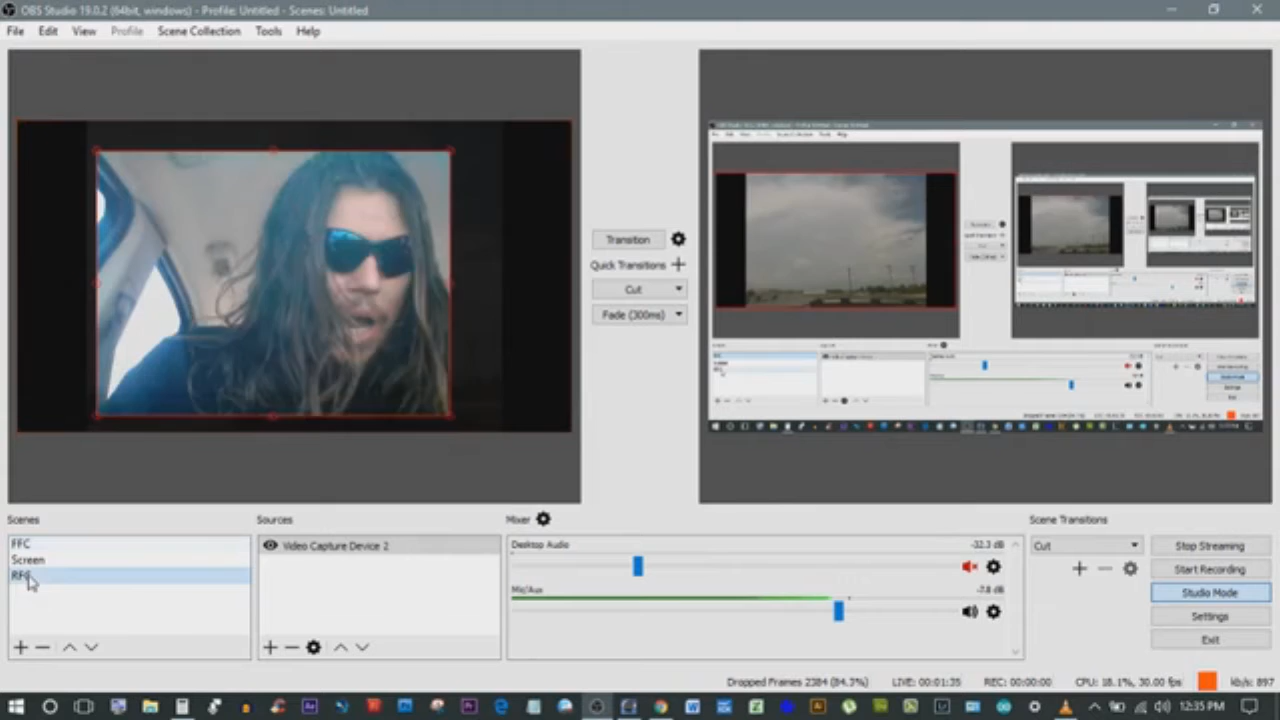 OBS Studio 19.0.2 (64bit, windows) - Profile: Untitled - Scenes: Untitled
File Edit View Profile Scene Collection Tools Help
Transition
Quick Transitions
Cut
Fade (300ms)
Scenes
FFC
Screen
Sources
Video Capture Device 2
Mixer
Desktop Audio -32.3 dB
Mic/Aux -7.8 dB
Scene Transitions
Cut
Stop Streaming
Start Recording
Studio Mode
Settings
Exit
Dropped Frames 2384 (84.3%) LIVE: 00:01:35 REC: 00:00:00 CPU: 18.1%, 30.00 fps kb/s: 897
12:35 PM